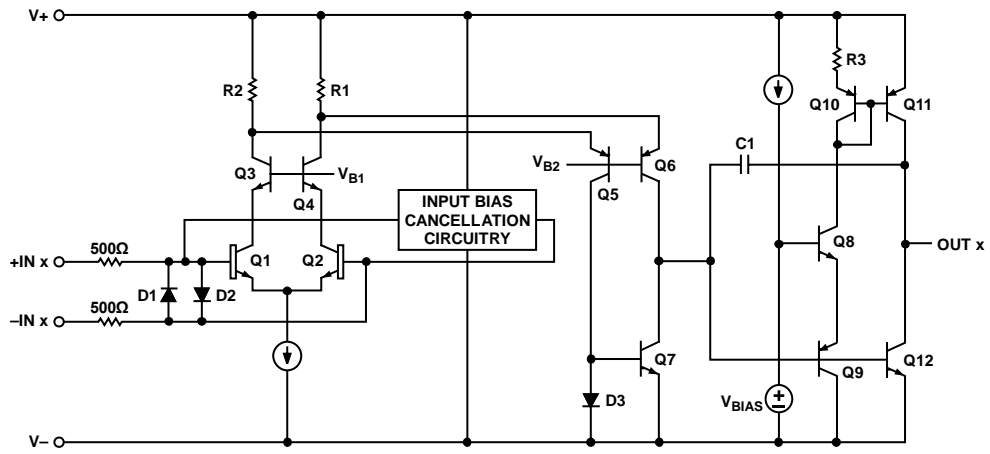 V+
R2
R1
R3
Q10
Q11
C1
Q3
VB1
Q4
VB2
Q6
Q5
INPUT BIAS
CANCELLATION
CIRCUITRY
Q8
OUT x
+IN x
500Ω
Q1
Q2
D1
D2
500Ω
–IN x
Q7
Q9
Q12
D3
VBIAS
V–